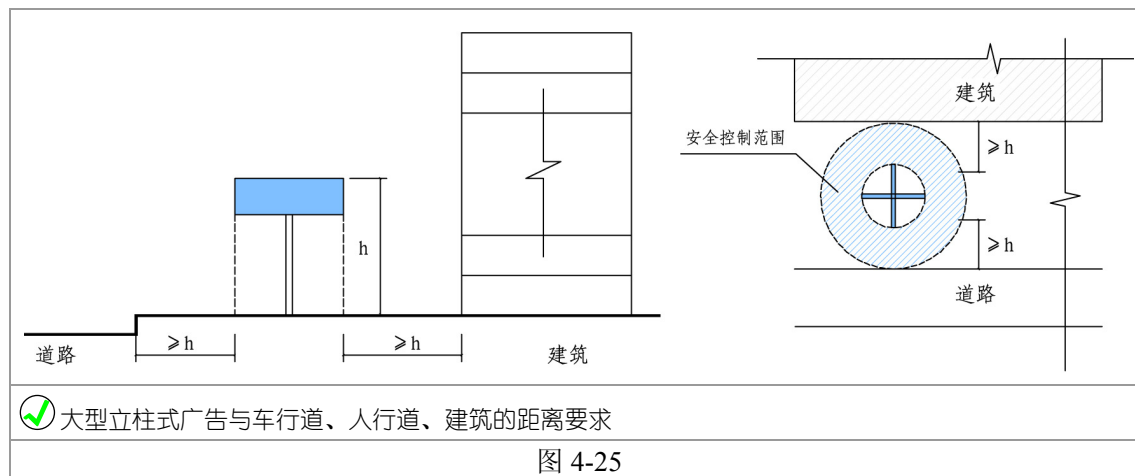 建筑
安全控制范围
≥h
h
≥h
道路
≥h
≥h
道路
建筑
大型立柱式广告与车行道、人行道、建筑的距离要求
图 4-25